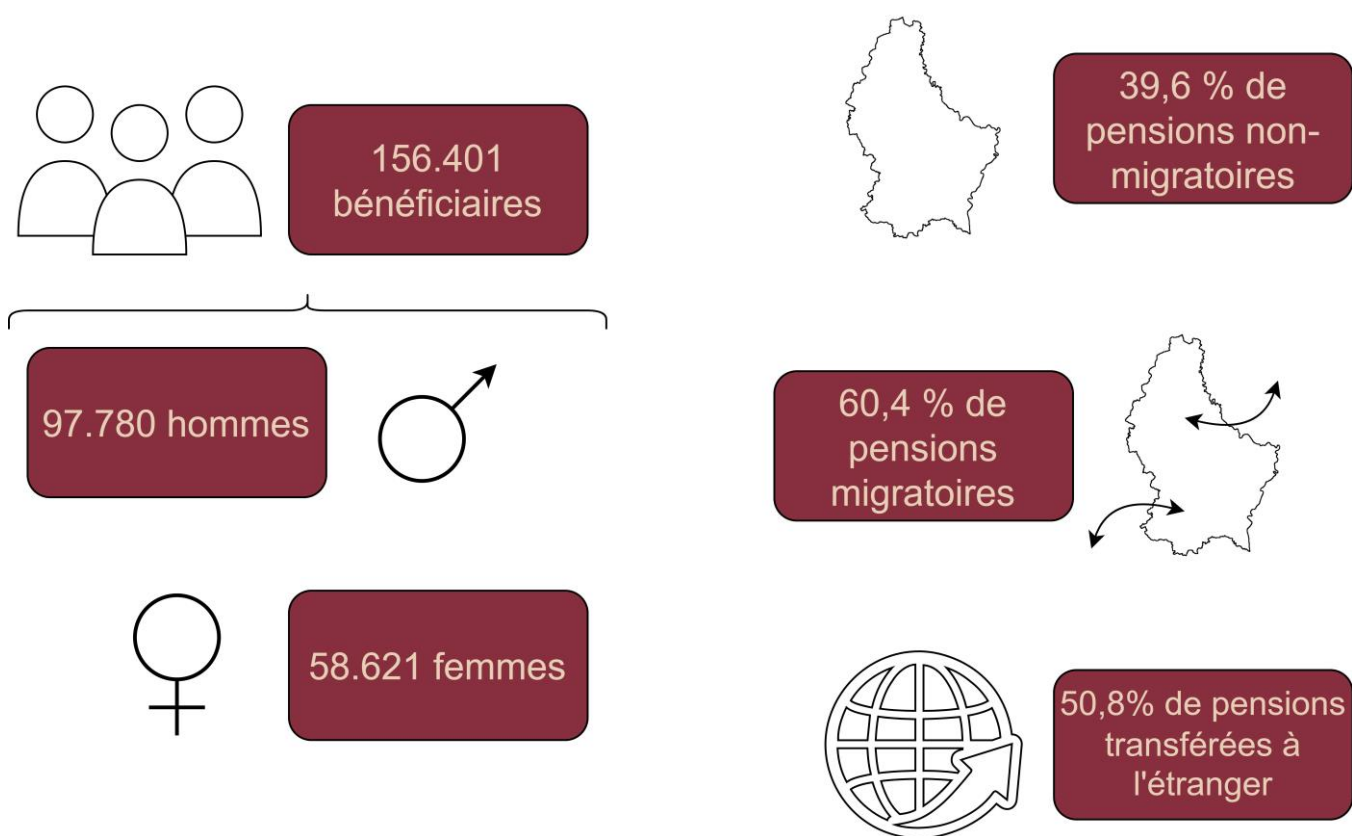 156.401
bénéficiaires
97.780 hommes
58.621 femmes
39,6 % de
pensions non-
migratoires
60,4 % de
pensions
migratoires
50,8% de pensions
transférées à
l'étranger